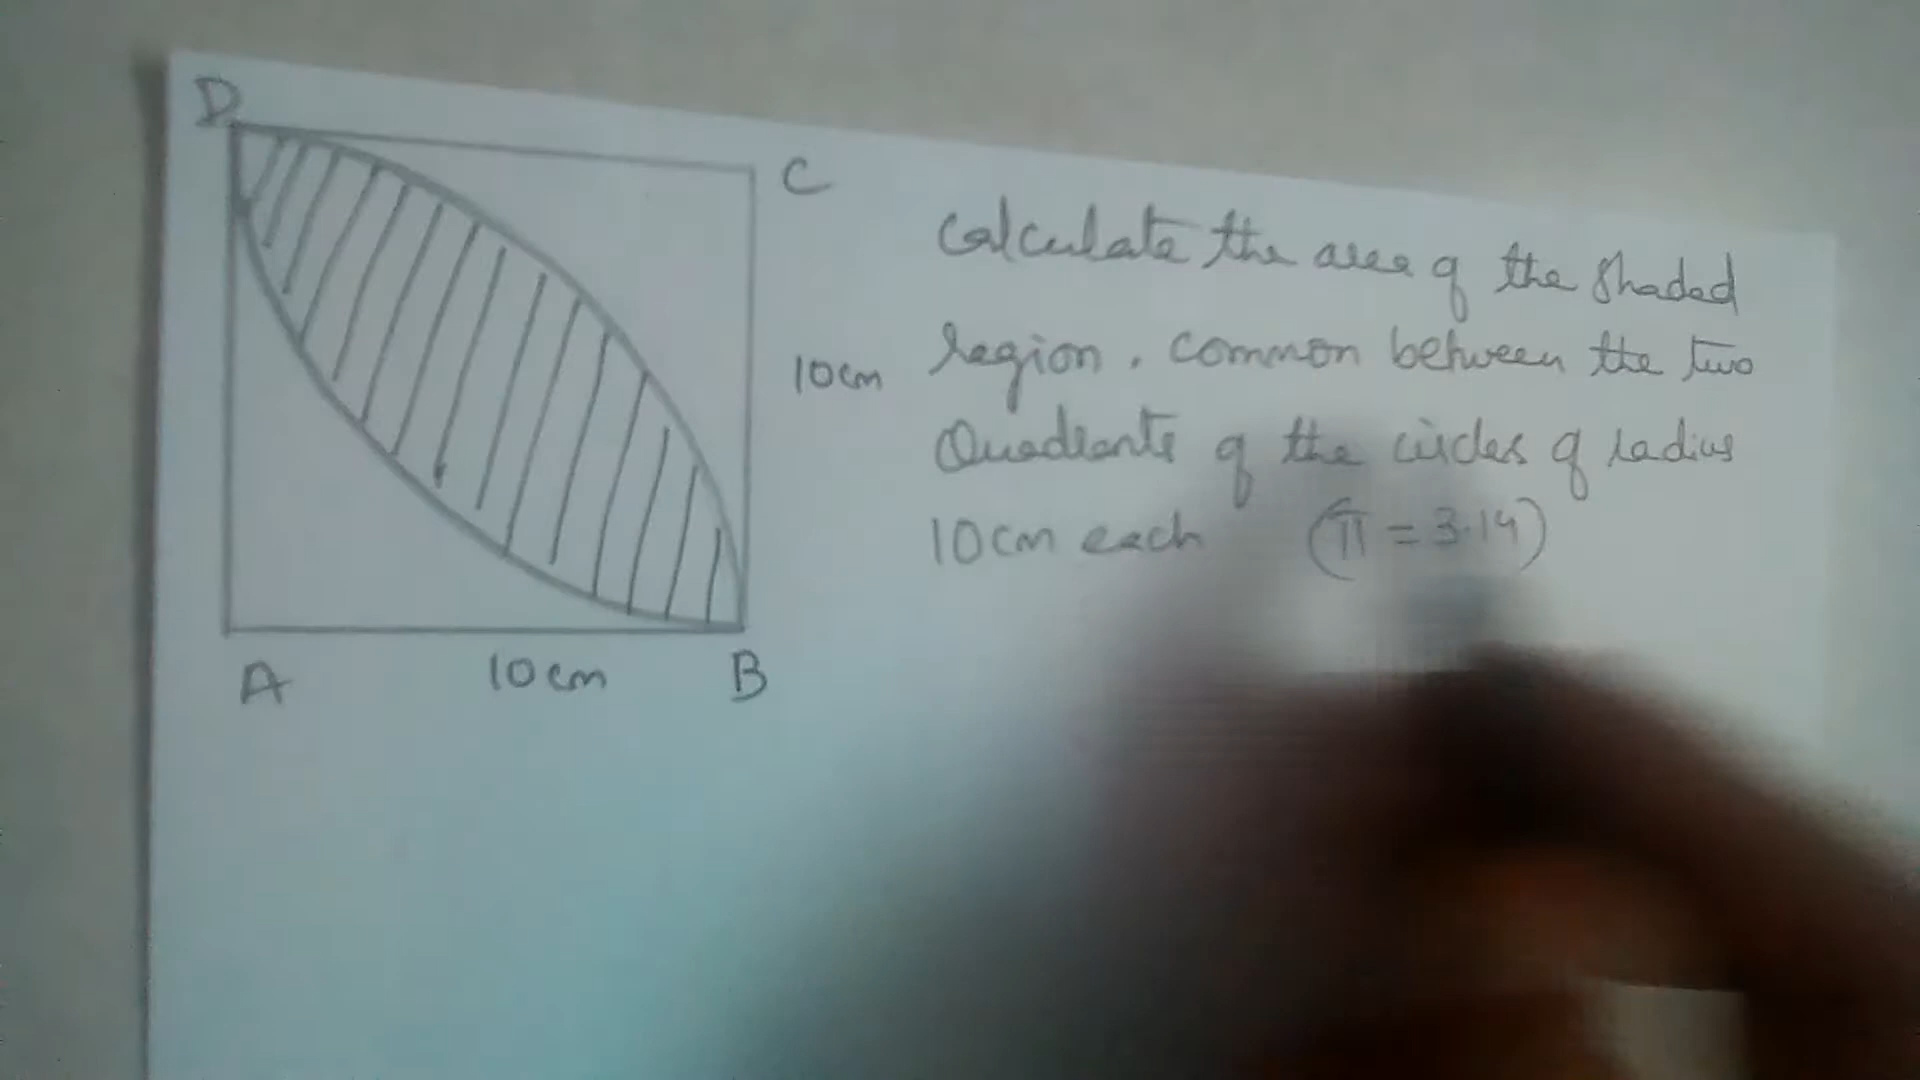 D
C
Calculate the area of the shaded
10cm
region. common between the two
Quadrants of the circles of radius
10cm each (π = 3.14)
A 10cm B